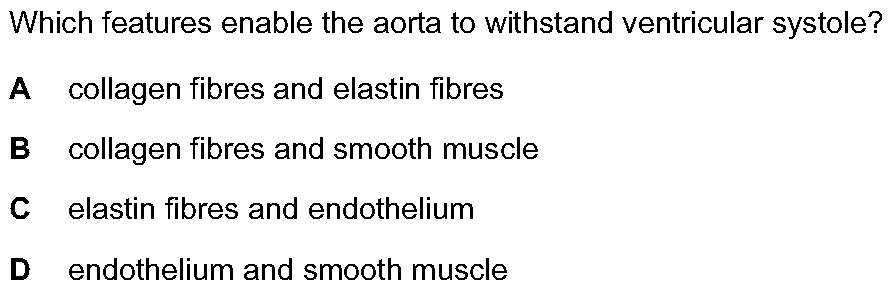 Which features enable the aorta to withstand ventricular systole?
A collagen fibres and elastin fibres
B collagen fibres and smooth muscle
C elastin fibres and endothelium
D endothelium and smooth muscle